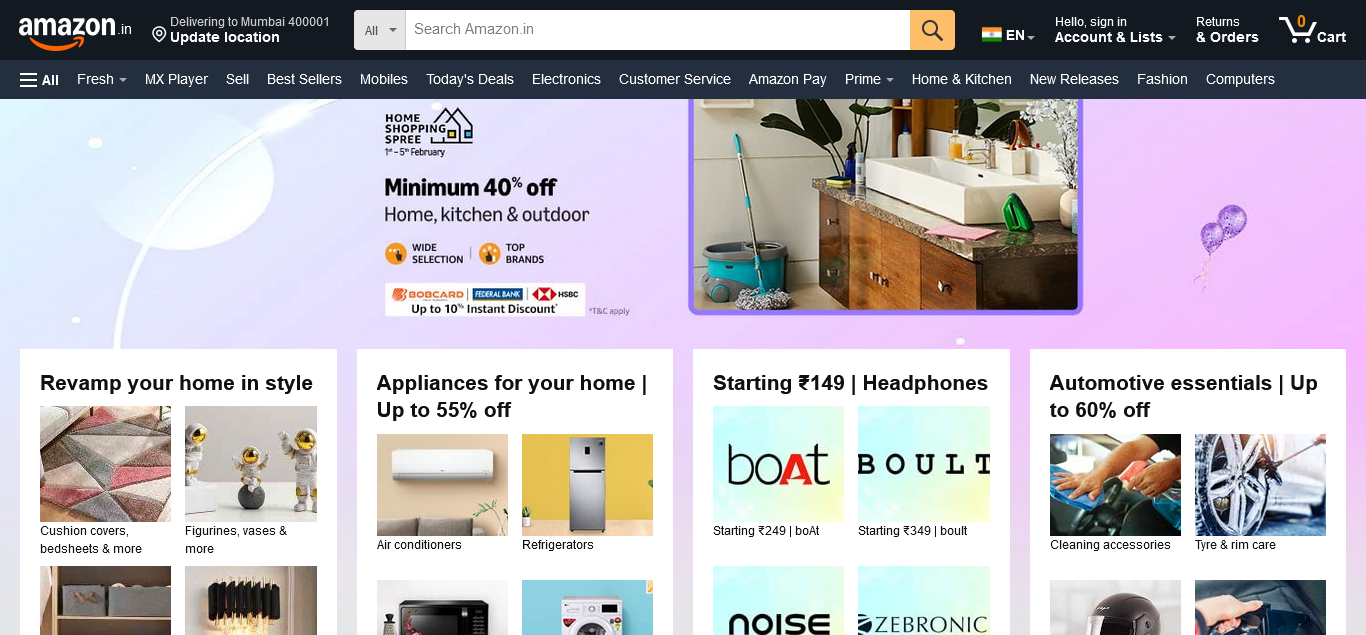 amazon.in
Delivering to Mumbai 400001
Update location
All
Search Amazon.in
EN
Hello, sign in
Account & Lists
Returns
& Orders
0
Cart
All
Fresh
MX Player
Sell
Best Sellers
Mobiles
Today's Deals
Electronics
Customer Service
Amazon Pay
Prime
Home & Kitchen
New Releases
Fashion
Computers
HOME
SHOPPING
SPREE
1st - 5th February
Minimum 40% off
Home, kitchen & outdoor
WIDE
SELECTION
TOP
BRANDS
BOBCARD
FEDERAL BANK
HSBC
Up to 10% Instant Discount*
*T&C apply
Revamp your home in style
Cushion covers,
bedsheets & more
Figurines, vases &
more
Appliances for your home |
Up to 55% off
Air conditioners
Refrigerators
Starting ₹149 | Headphones
boAt
BOULT
Starting ₹249 | boAt
Starting ₹349 | boult
noise
ZEBRONIC
Automotive essentials | Up
to 60% off
Cleaning accessories
Tyre & rim care